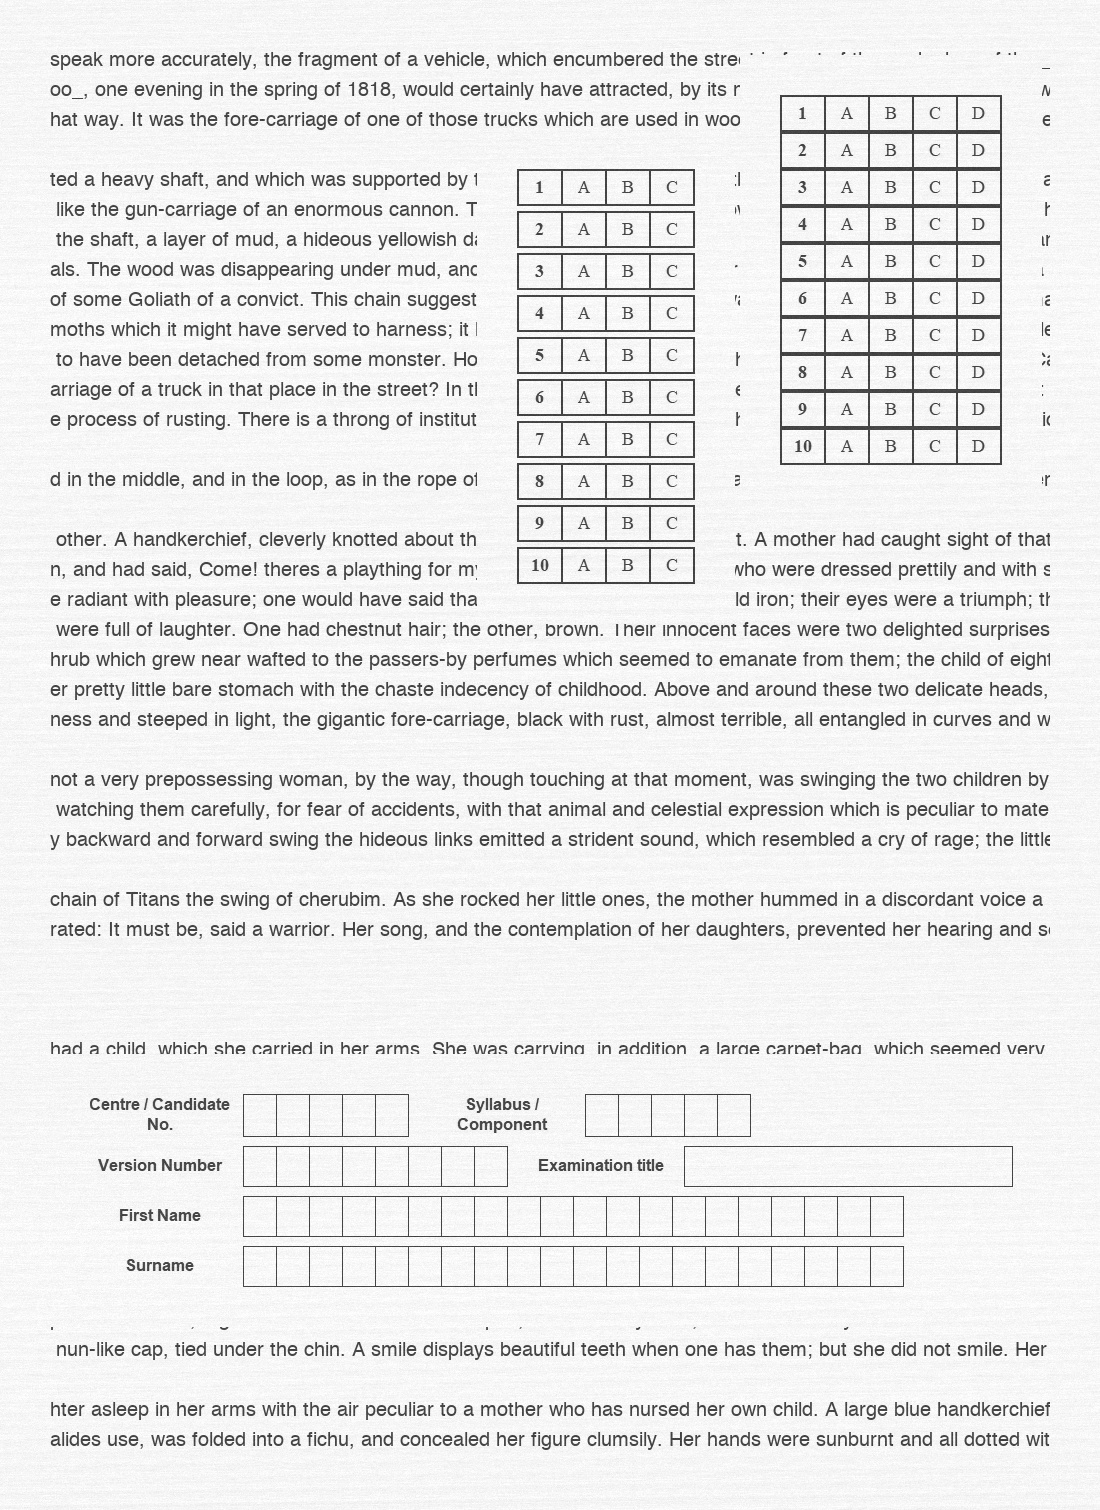 speak more accurately, the fragment of a vehicle, which encumbered the
oo_, one evening in the spring of 1818, would certainly have attracted, by its
hat way. It was the fore-carriage of one of those trucks which are used in
ted a heavy shaft, and which was supported by
like the gun-carriage of an enormous cannon.
the shaft, a layer of mud, a hideous yellowish
als. The wood was disappearing under mud,
of some Goliath of a convict. This chain
moths which it might have served to harness; it
to have been detached from some monster.
arriage of a truck in that place in the street? In
e process of rusting. There is a throng of
d in the middle, and in the loop, as in the rope of
1 A B C
2 A B C
3 A B C
4 A B C
5 A B C
6 A B C
7 A B C
8 A B C
9 A B C
10 A B C
1 A B C D
2 A B C D
3 A B C D
4 A B C D
5 A B C D
6 A B C D
7 A B C D
8 A B C D
9 A B C D
10 A B C D
other. A handkerchief, cleverly knotted about th t. A mother had caught sight of that
n, and had said, Come! theres a plaything for my who were dressed prettily and with s
e radiant with pleasure; one would have said tha ld iron; their eyes were a triumph; th
were full of laughter. One had chestnut hair; the other, brown. Their innocent faces were two delighted surprises
hrub which grew near wafted to the passers-by perfumes which seemed to emanate from them; the child of eight
er pretty little bare stomach with the chaste indecency of childhood. Above and around these two delicate heads,
ness and steeped in light, the gigantic fore-carriage, black with rust, almost terrible, all entangled in curves and w
not a very prepossessing woman, by the way, though touching at that moment, was swinging the two children by
watching them carefully, for fear of accidents, with that animal and celestial expression which is peculiar to mate
y backward and forward swing the hideous links emitted a strident sound, which resembled a cry of rage; the little
chain of Titans the swing of cherubim. As she rocked her little ones, the mother hummed in a discordant voice a
rated: It must be, said a warrior. Her song, and the contemplation of her daughters, prevented her hearing and s
had a child, which she carried in her arms. She was carrying, in addition, a large carpet-bag, which seemed very
Centre / Candidate No.
Syllabus / Component
Version Number
Examination title
First Name
Surname
nun-like cap, tied under the chin. A smile displays beautiful teeth when one has them; but she did not smile. Her
hter asleep in her arms with the air peculiar to a mother who has nursed her own child. A large blue handkerchief
alides use, was folded into a fichu, and concealed her figure clumsily. Her hands were sunburnt and all dotted wit